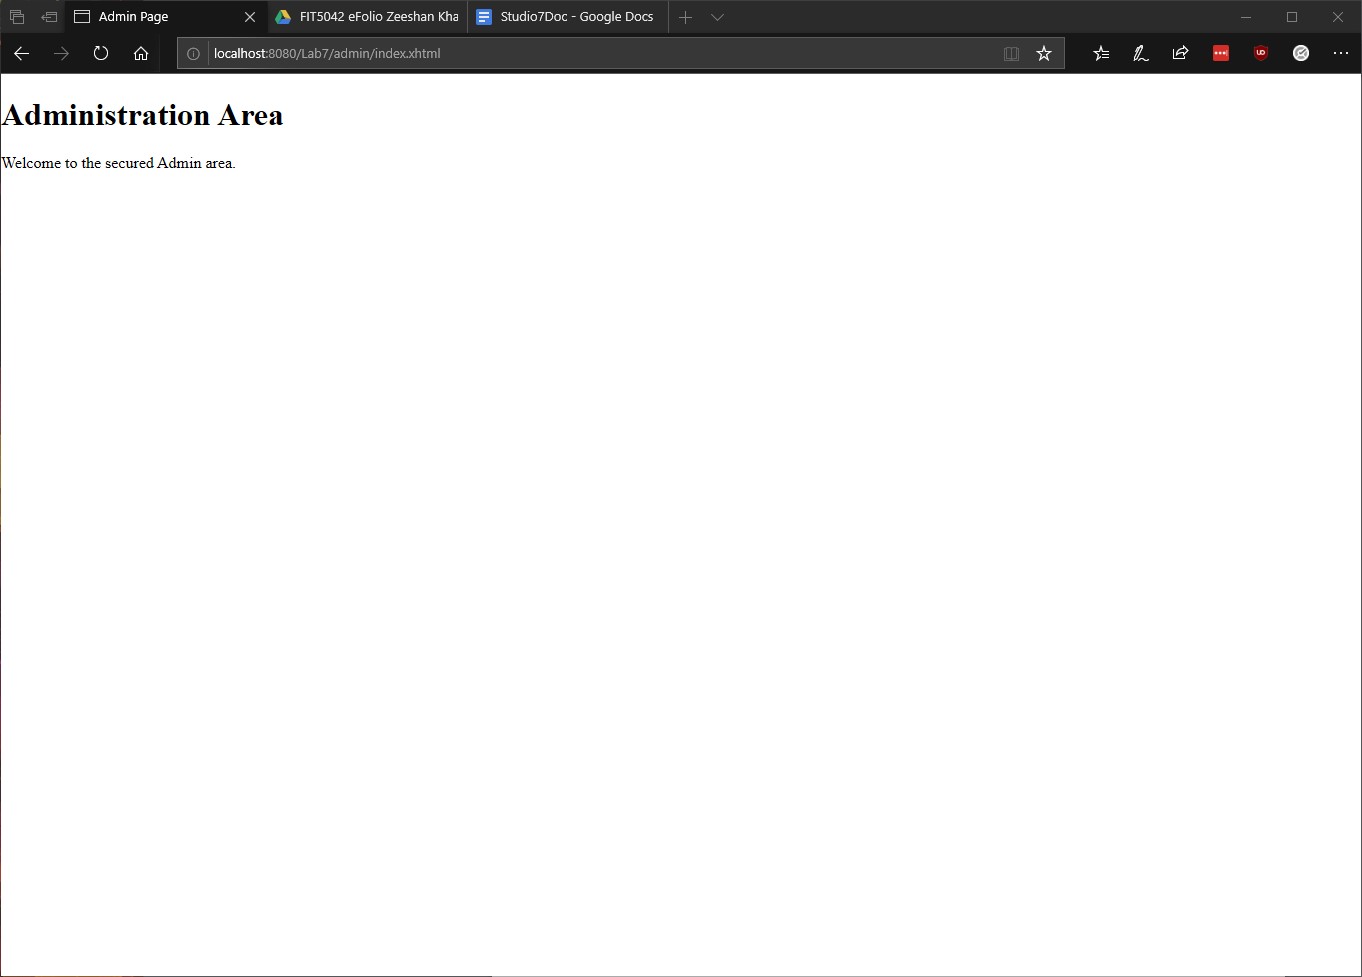 Admin Page
FIT5042 eFolio Zeeshan Kha
Studio7Doc - Google Docs
localhost:8080/Lab7/admin/index.xhtml
Administration Area
Welcome to the secured Admin area.